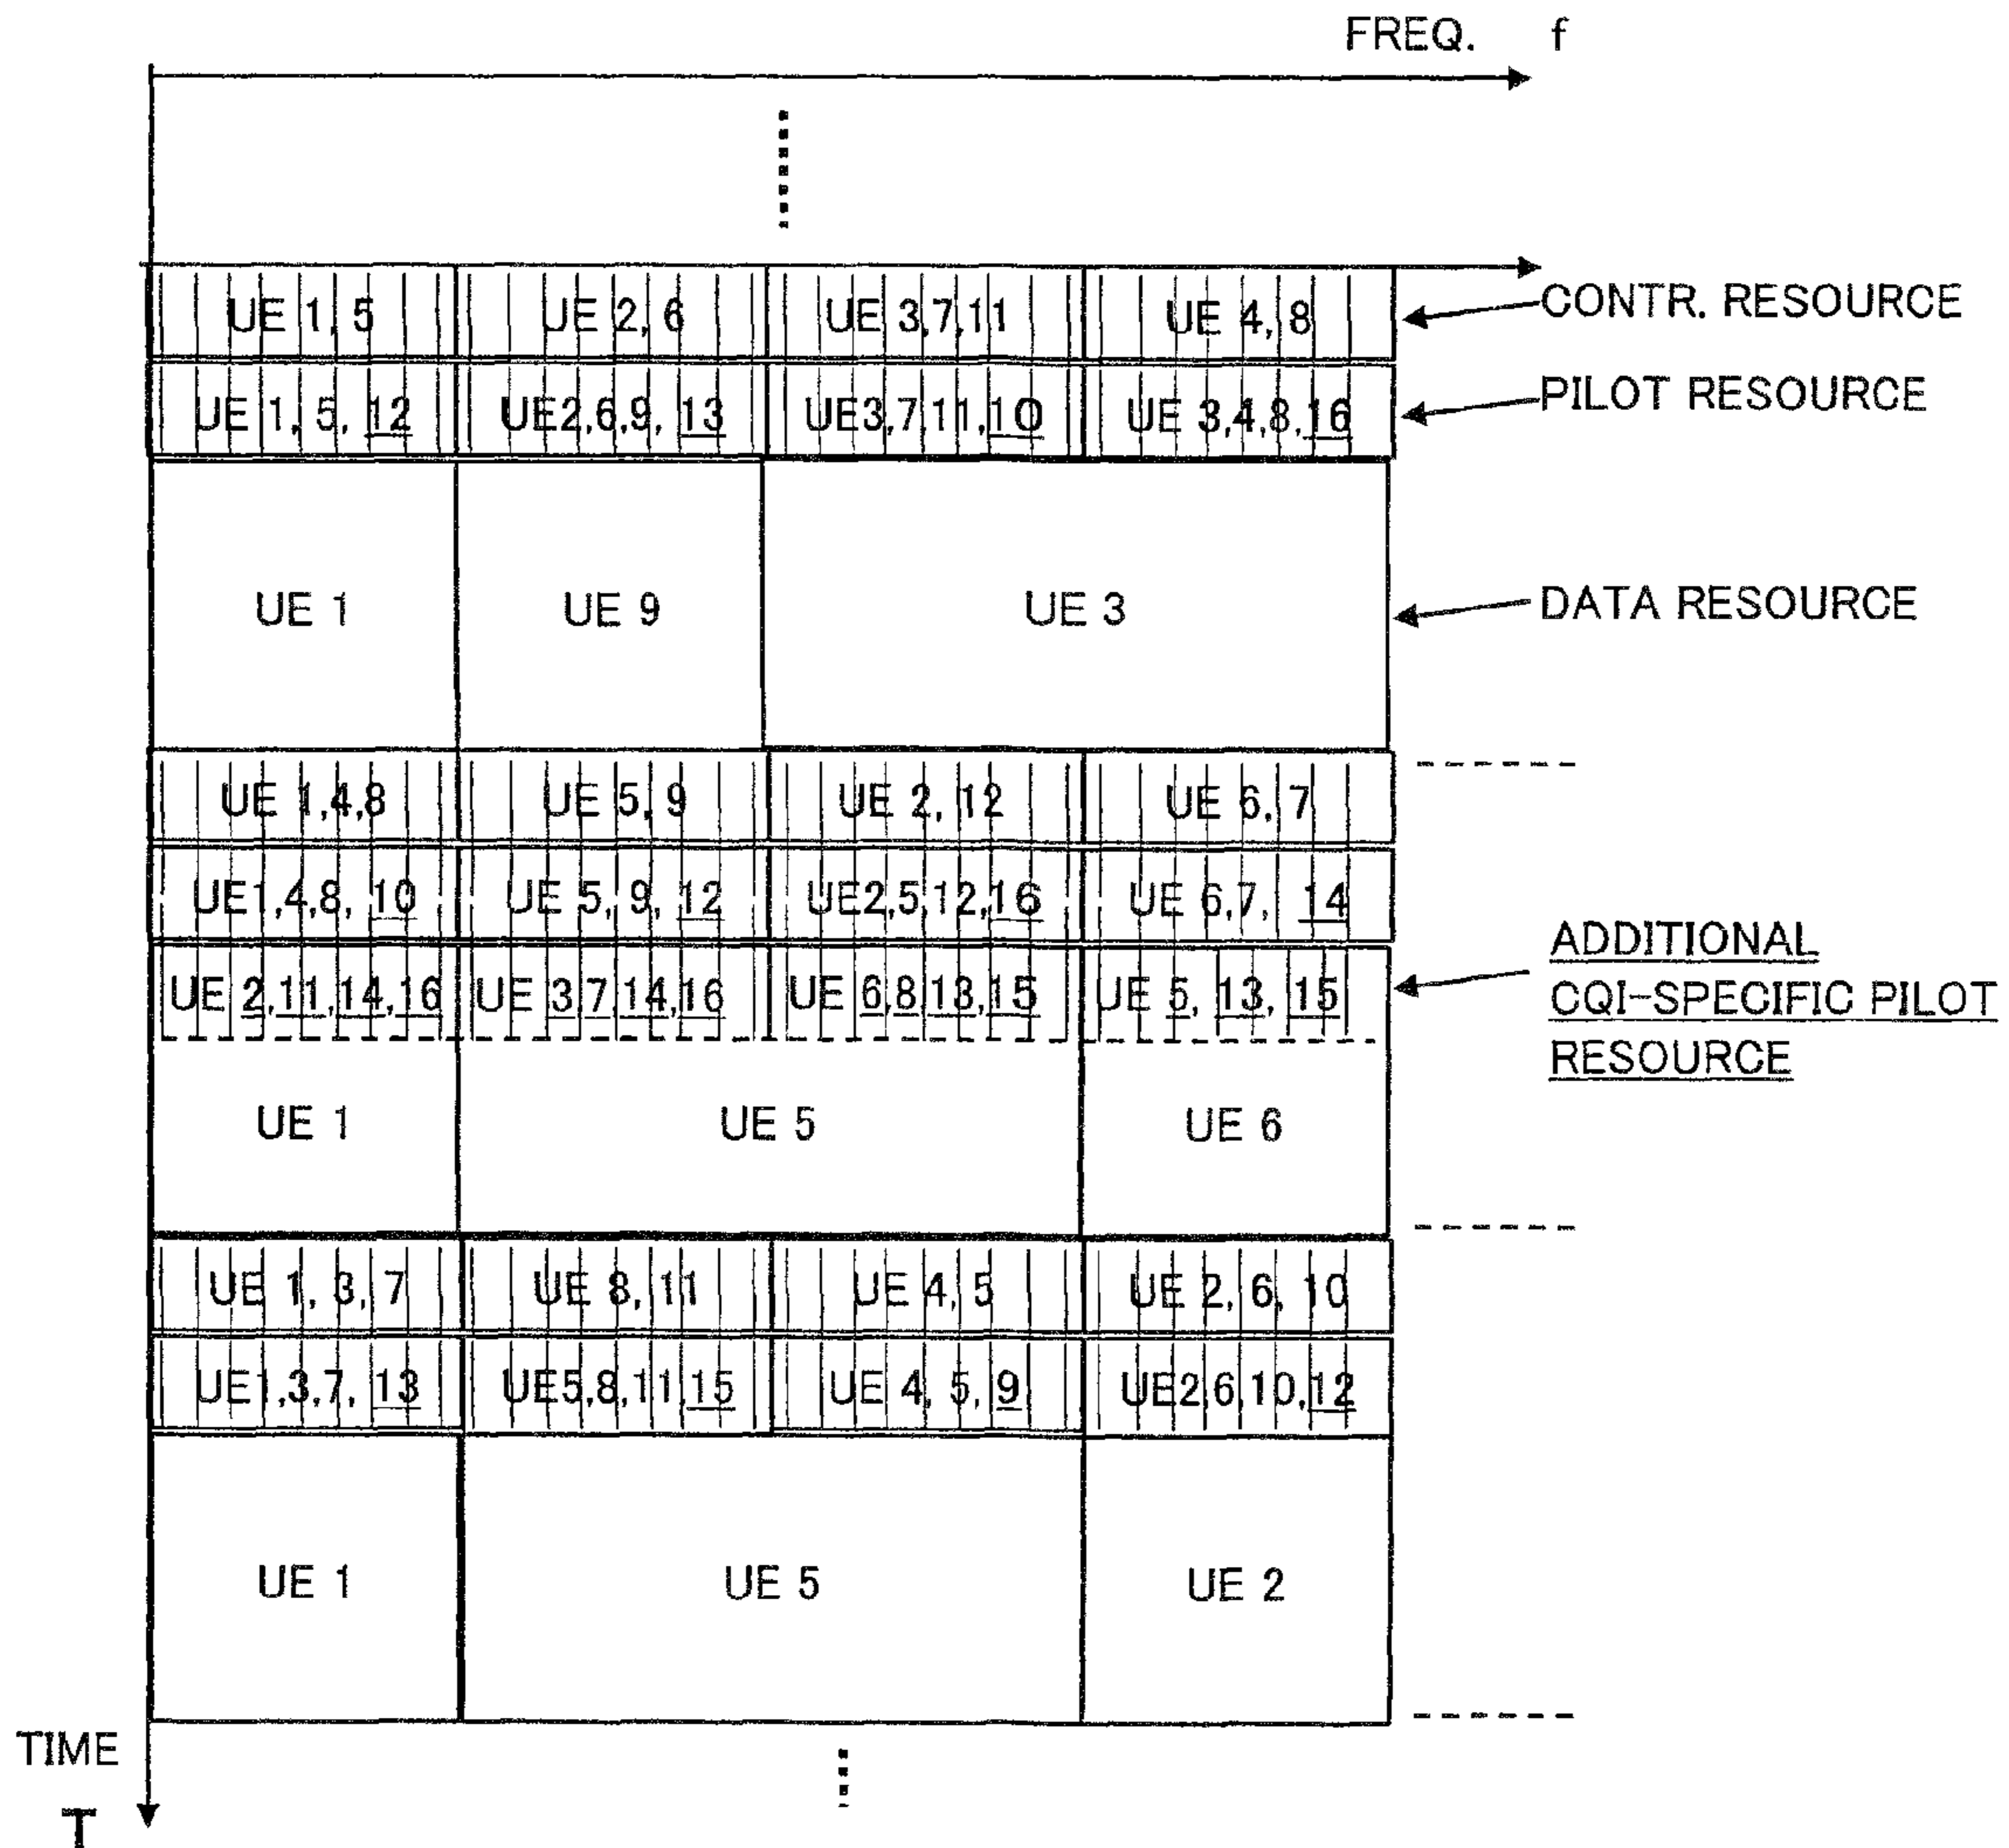 FREQ. f
UE 1, 5 UE 2, 6 UE 3,7,11 UE 4, 8 CONTR. RESOURCE
UE 1, 5, 12 UE2,6,9, 13 UE3,7,11,10 UE 3,4,8,16 PILOT RESOURCE
UE 1 UE 9 UE 3 DATA RESOURCE
UE 1,4,8 UE 5, 9 UE 2, 12 UE 6, 7
UE1,4,8, 10 UE 5, 9, 12 UE2,5,12,16 UE 6,7, 14
UE 2,11,14,16 UE 3,7,14,16 UE 6,8,13,15 UE 5, 13, 15
ADDITIONAL
CQI-SPECIFIC PILOT
RESOURCE
UE 1 UE 5 UE 6
UE 1, 3, 7 UE 8, 11 UE 4, 5 UE 2, 6, 10
UE1,3,7, 13 UE5,8,11,15 UE 4, 5, 9 UE2,6,10,12
UE 1 UE 5 UE 2
TIME
T